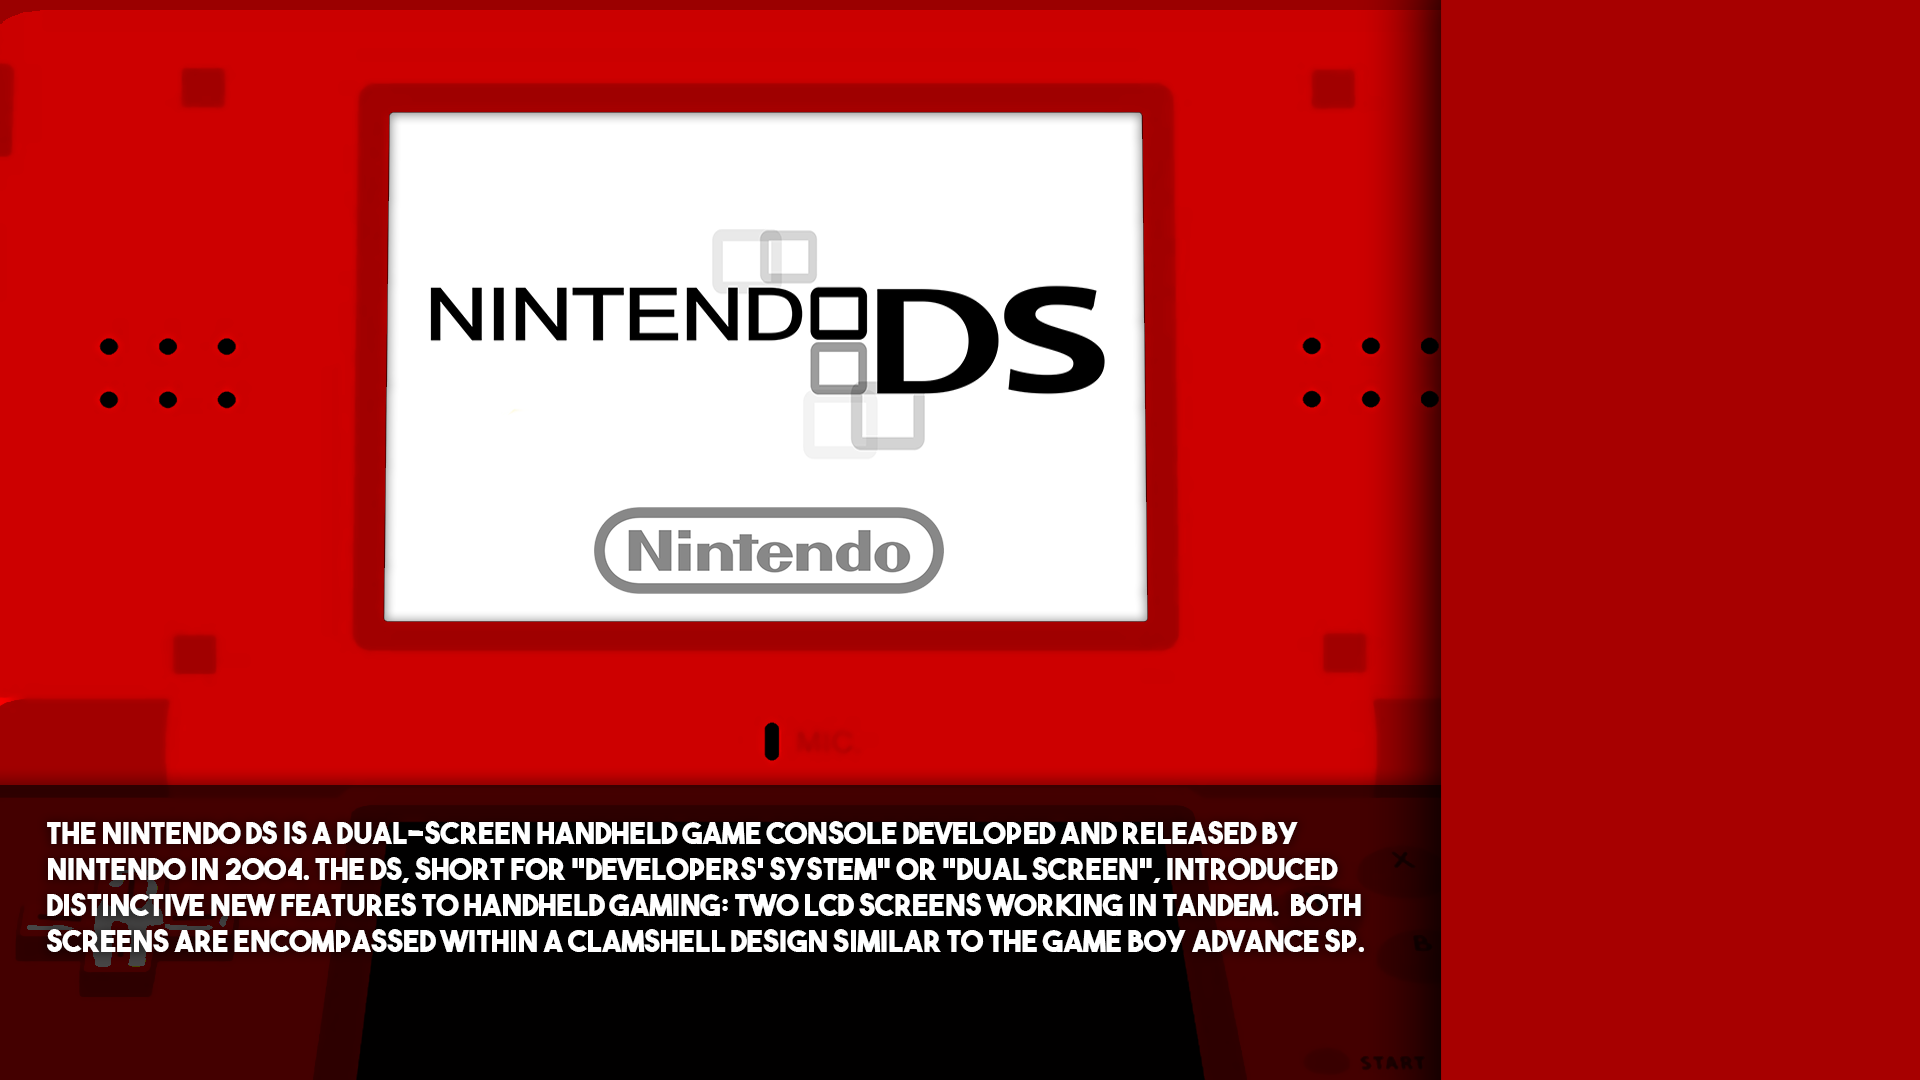 NINTENDO DS
Nintendo
MIC.
THE NINTENDO DS IS A DUAL-SCREEN HANDHELD GAME CONSOLE DEVELOPED AND RELEASED BY
NINTENDO IN 2004. THE DS, SHORT FOR "DEVELOPERS' SYSTEM" OR "DUAL SCREEN", INTRODUCED
DISTINCTIVE NEW FEATURES TO HANDHELD GAMING: TWO LCD SCREENS WORKING IN TANDEM. BOTH
SCREENS ARE ENCOMPASSED WITHIN A CLAMSHELL DESIGN SIMILAR TO THE GAME BOY ADVANCE SP.
X
B
START